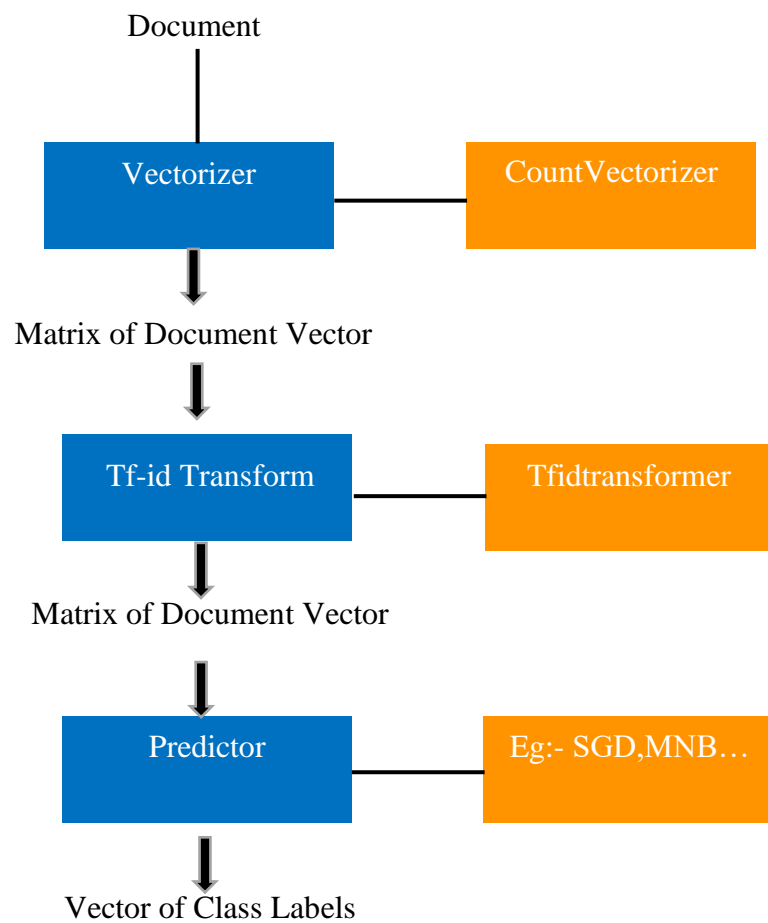 Document
Vectorizer
CountVectorizer
Matrix of Document Vector
Tf-id Transform
Tfidtransformer
Matrix of Document Vector
Predictor
Eg:- SGD,MNB…
Vector of Class Labels